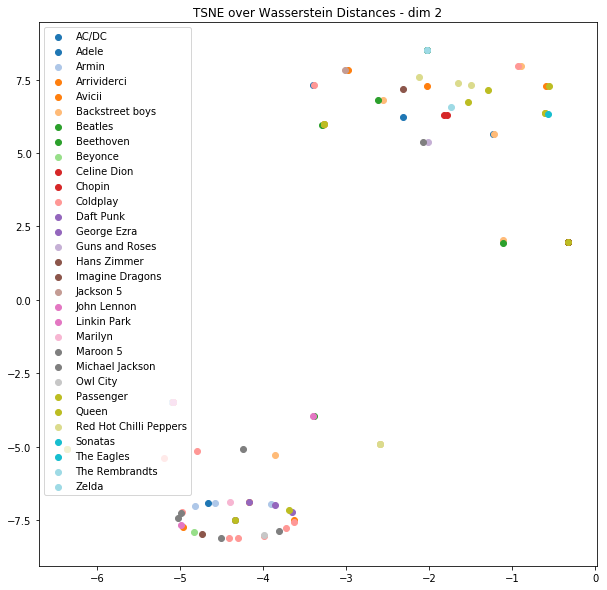 TSNE over Wasserstein Distances - dim 2
AC/DC
Adele
Armin
Arrividerci
Avicii
Backstreet boys
Beatles
Beethoven
Beyonce
Celine Dion
Chopin
Coldplay
Daft Punk
George Ezra
Guns and Roses
Hans Zimmer
Imagine Dragons
Jackson 5
John Lennon
Linkin Park
Marilyn
Maroon 5
Michael Jackson
Owl City
Passenger
Queen
Red Hot Chilli Peppers
Sonatas
The Eagles
The Rembrandts
Zelda
7.5
5.0
2.5
0.0
−2.5
−5.0
−7.5
−6 −5 −4 −3 −2 −1 0